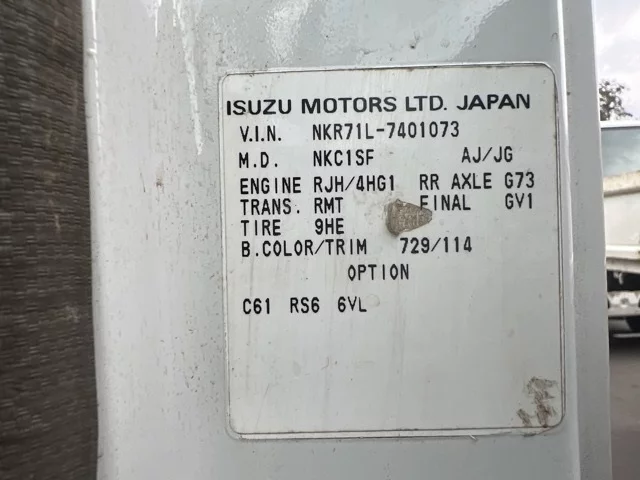 ISUZU MOTORS LTD. JAPAN
V.I.N. NKR71L-7401073
M.D. NKC1SF AJ/JG
ENGINE RJH/4HG1 RR AXLE G73
TRANS. RMT FINAL GV1
TIRE 9HE
B.COLOR/TRIM 729/114
OPTION
C61 RS6 6VL